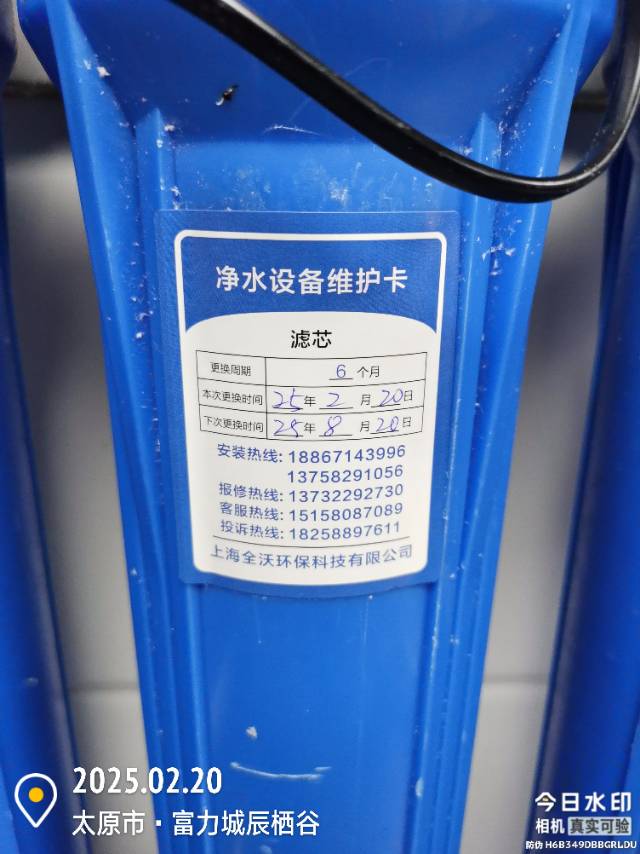 净水设备维护卡
滤芯
更换周期 6 个月
本次更换时间 25年 2 月 20日
下次更换时间 25年 8 月 20日
安装热线: 18867143996
13758291056
报修热线: 13732292730
客服热线: 15158087089
投诉热线: 18258897611
上海全沃环保科技有限公司
2025.02.20
太原市·富力城辰栖谷
今日水印
相机 真实可验
防伪 H6B349DBBGRLDU